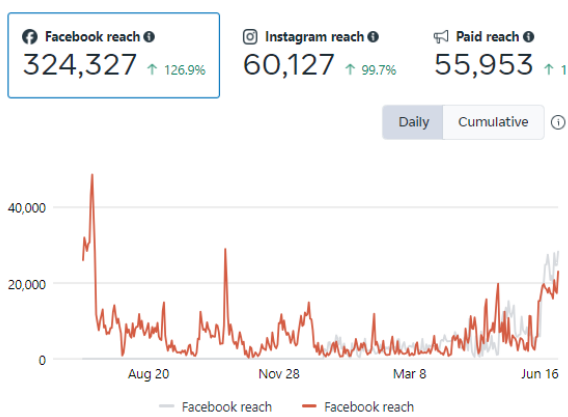 Facebook reach Instagram reach Paid reach
324,327 ↑ 126.9% 60,127 ↑ 99.7% 55,953 ↑ 1
Daily Cumulative
40,000
20,000
0
Aug 20 Nov 28 Mar 8 Jun 16
Facebook reach Facebook reach